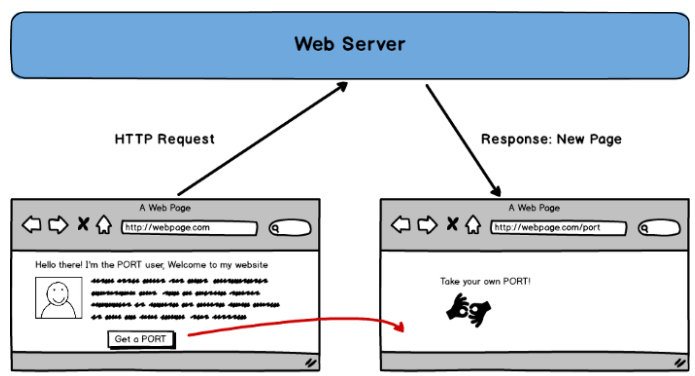 Web Server
HTTP Request
Response: New Page
A Web Page
http://webpage.com
Hello there! I'm the PORT user, Welcome to my website
Get a PORT
A Web Page
http://webpage.com/port
Take your own PORT!